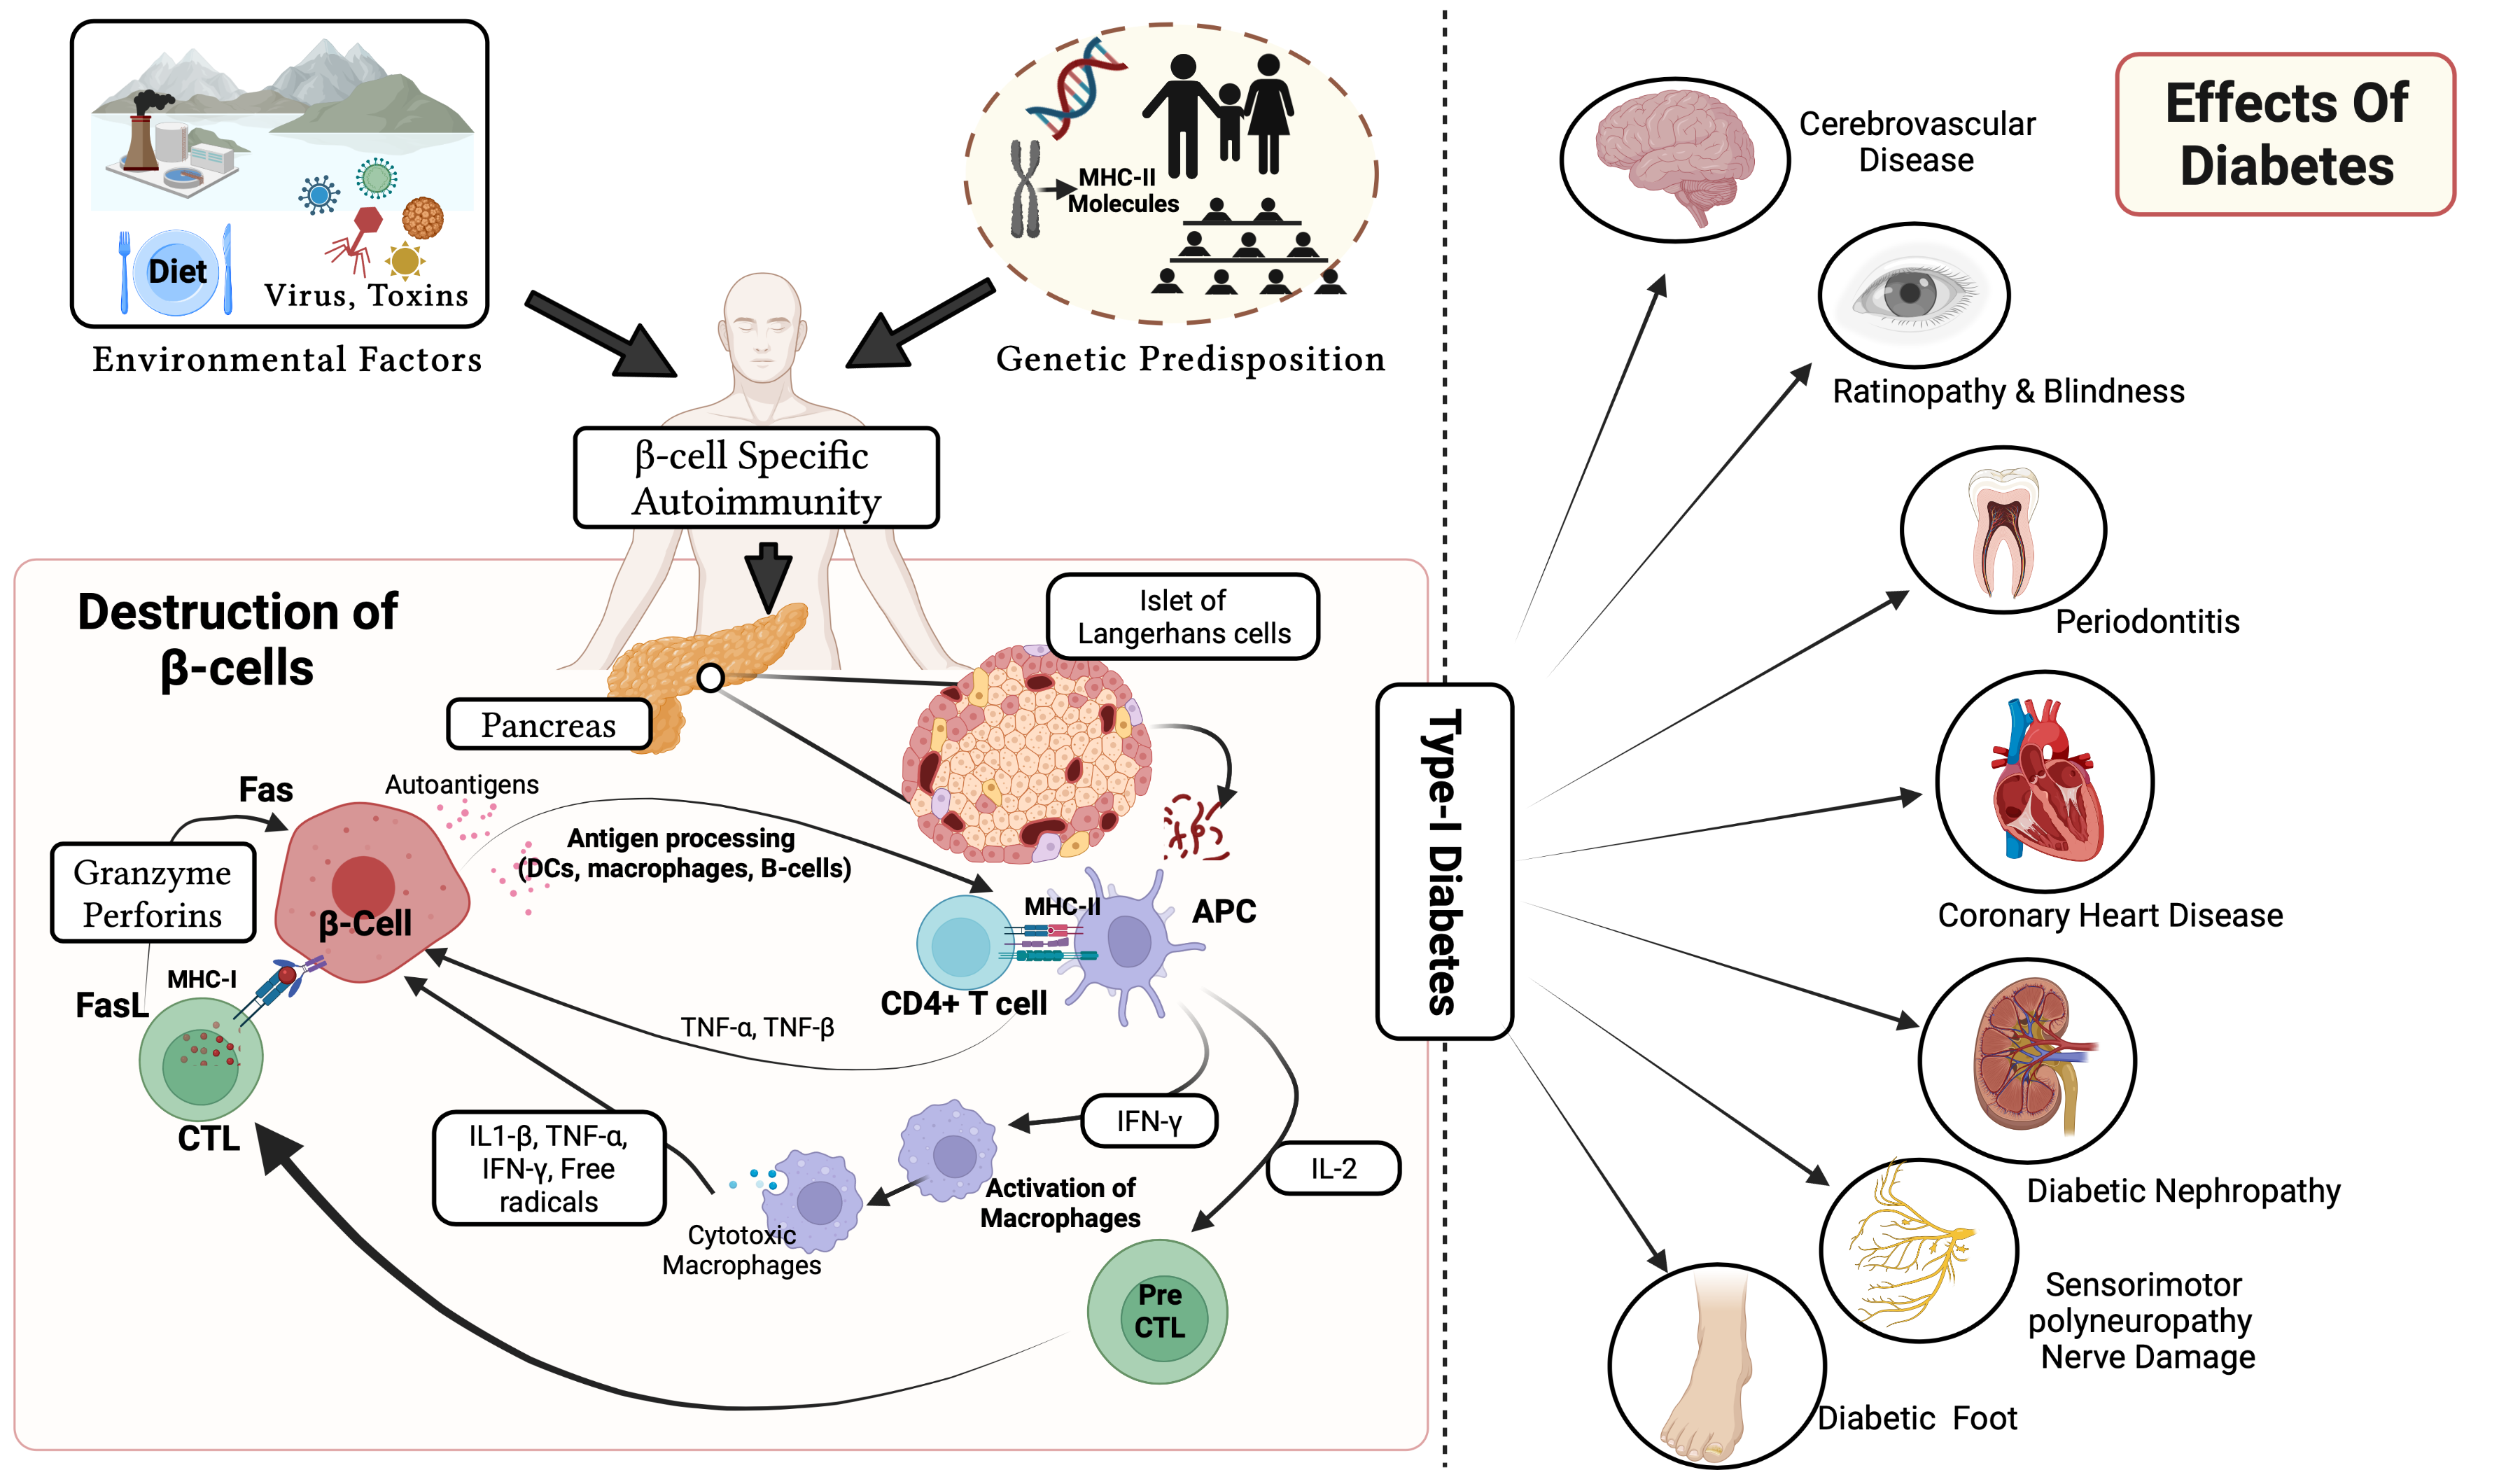 Diet
Virus, Toxins
Environmental Factors
MHC-II
Molecules
Genetic Predisposition
β-cell Specific
Autoimmunity
Destruction of
β-cells
Islet of
Langerhans cells
Pancreas
Fas
Autoantigens
Granzyme
Perforins
β-Cell
Antigen processing
(DCs, macrophages, B-cells)
MHC-II
APC
CD4+ T cell
MHC-I
FasL
CTL
TNF-α, TNF-β
IL1-β, TNF-α,
IFN-γ, Free
radicals
IFN-γ
IL-2
Activation of
Macrophages
Cytotoxic
Macrophages
Pre
CTL
Type-I Diabetes
Effects Of
Diabetes
Cerebrovascular
Disease
Ratinopathy & Blindness
Periodontitis
Coronary Heart Disease
Diabetic Nephropathy
Sensorimotor
polyneuropathy
Nerve Damage
Diabetic Foot